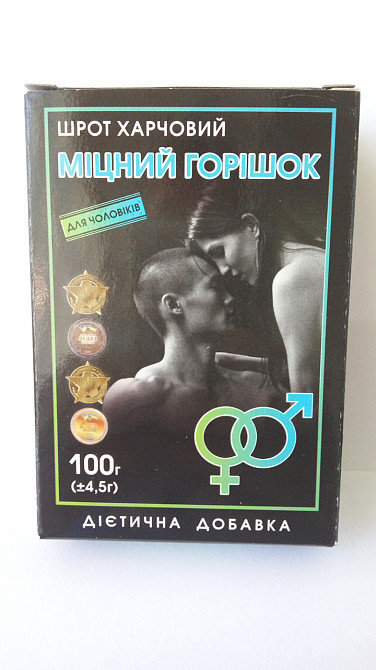 ШРОТ ХАРЧОВИЙ
МІЦНИЙ ГОРІШОК
ДЛЯ ЧОЛОВІКІВ
100г
(±4,5г)
ДІЄТИЧНА ДОБАВКА